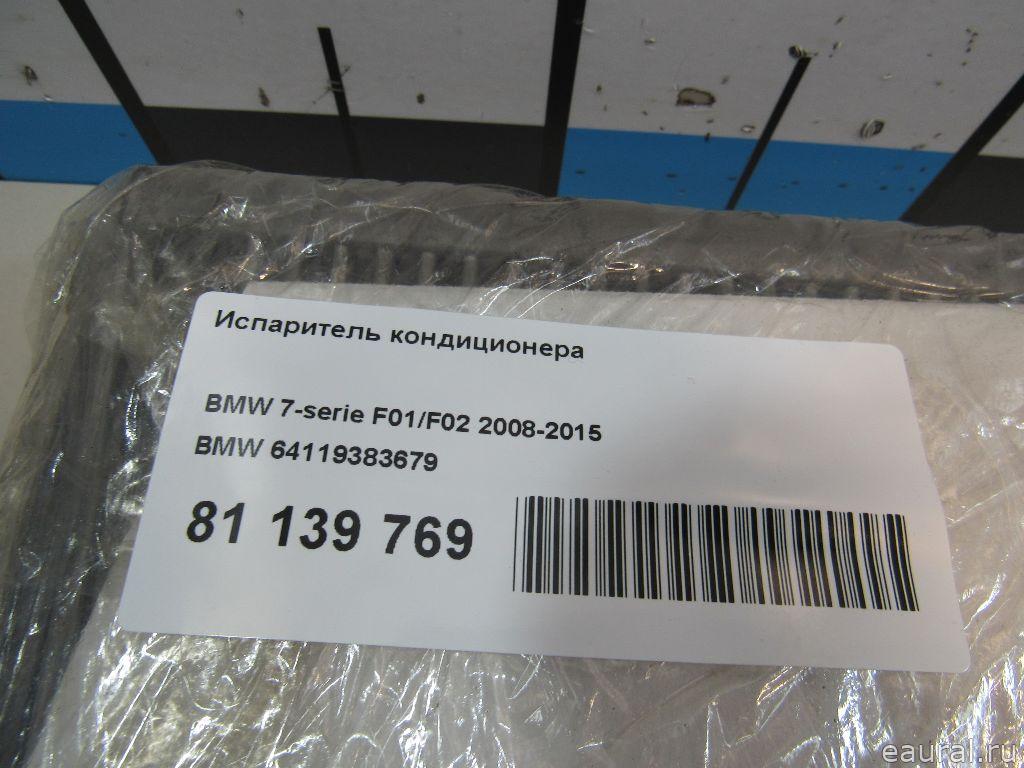 Испаритель кондиционера
BMW 7-serie F01/F02 2008-2015
BMW 64119383679
81 139 769
eaural.ru